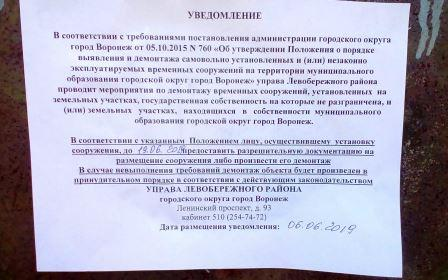 УВЕДОМЛЕНИЕ
В соответствии с требованиями постановления администрации городского округа
город Воронеж от 05.10.2015 N 760 «Об утверждении Положения о порядке
выявления и демонтажа самовольно установленных и (или) незаконно
эксплуатируемых временных сооружений на территории муниципального
образования городской округ город Воронеж» управа Левобережного района
проводит мероприятия по демонтажу временных сооружений, установленных на
земельных участках, государственная собственность на которые не разграничена, и
(или) земельных участках, находящихся в собственности муниципального
образования городской округ город Воронеж.
В соответствии с указанным Положением лицу, осуществившему установку
сооружения, до 19.06.2019 предоставить разрешительную документацию на
размещение сооружения либо произвести его демонтаж
В случае невыполнения требований демонтаж объекта будет произведен в
принудительном порядке в соответствии с действующим законодательством
УПРАВА ЛЕВОБЕРЕЖНОГО РАЙОНА
городского округа город Воронеж
Ленинский проспект, д. 93
кабинет 510 (254-74-72)
Дата размещения уведомления: 06.06.2019